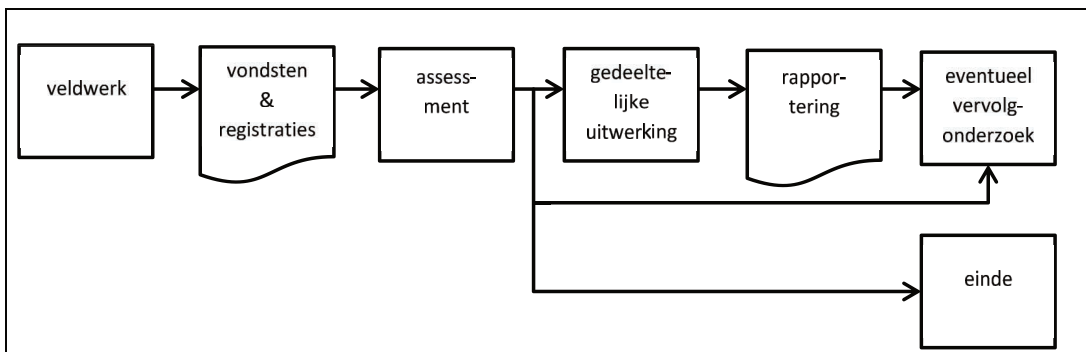 veldwerk
vondsten
&
registraties
assess-
ment
gedeelte-
lijke
uitwerking
rappor-
tering
eventueel
vervolg-
onderzoek
einde